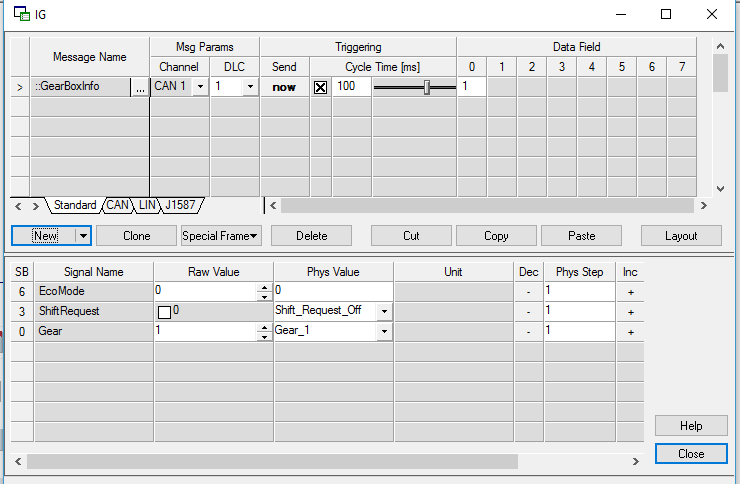 IG
Message Name Msg Params Triggering Data Field
Channel DLC Send Cycle Time [ms] 0 1 2 3 4 5 6 7
> ::GearBoxInfo ... CAN 1 1 now 100 1
Standard CAN LIN J1587
New Clone Special Frame Delete Cut Copy Paste Layout
SB Signal Name Raw Value Phys Value Unit Dec Phys Step Inc
6 EcoMode 0 0 - 1 +
3 ShiftRequest 0 Shift_Request_Off - 1 +
0 Gear 1 Gear_1 - 1 +
Help
Close